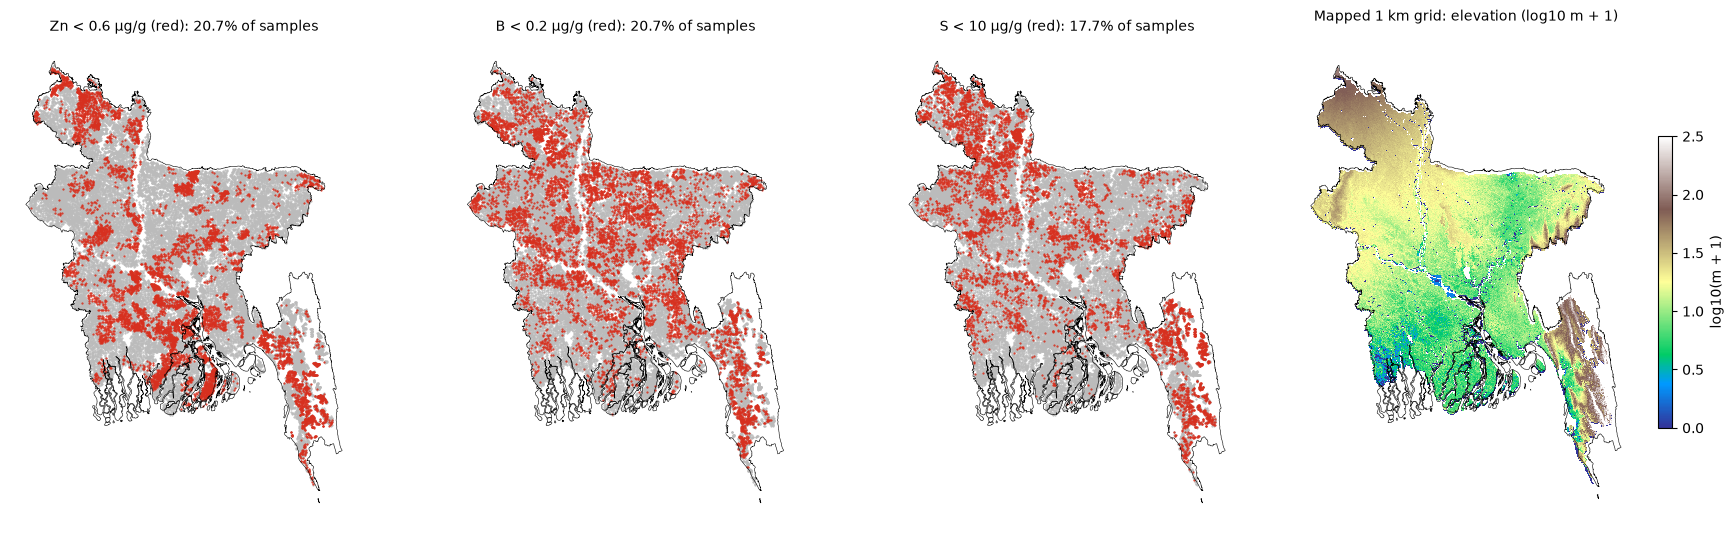 Zn < 0.6 µg/g (red): 20.7% of samples
B < 0.2 µg/g (red): 20.7% of samples
S < 10 µg/g (red): 17.7% of samples
Mapped 1 km grid: elevation (log10 m + 1)
2.5
2.0
1.5
1.0
0.5
0.0
log10(m + 1)